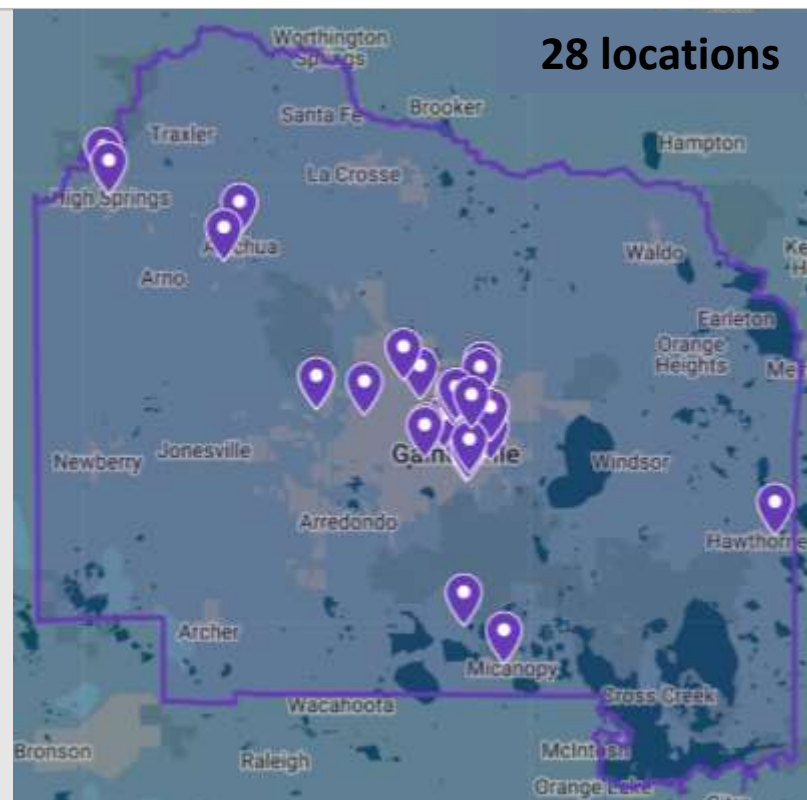 28 locations
Worthington
Springs
Santa Fe
Brooker
Traxler
Hampton
La Crosse
High Springs
Waldo
Arno
Earleton
Orange
Heights
Newberry
Jonesville
Windsor
Arredondo
Hawthorne
Archer
Micanopy
Cross Creek
Wacahoota
Bronson
Raleigh
McIntosh
Orange Lake